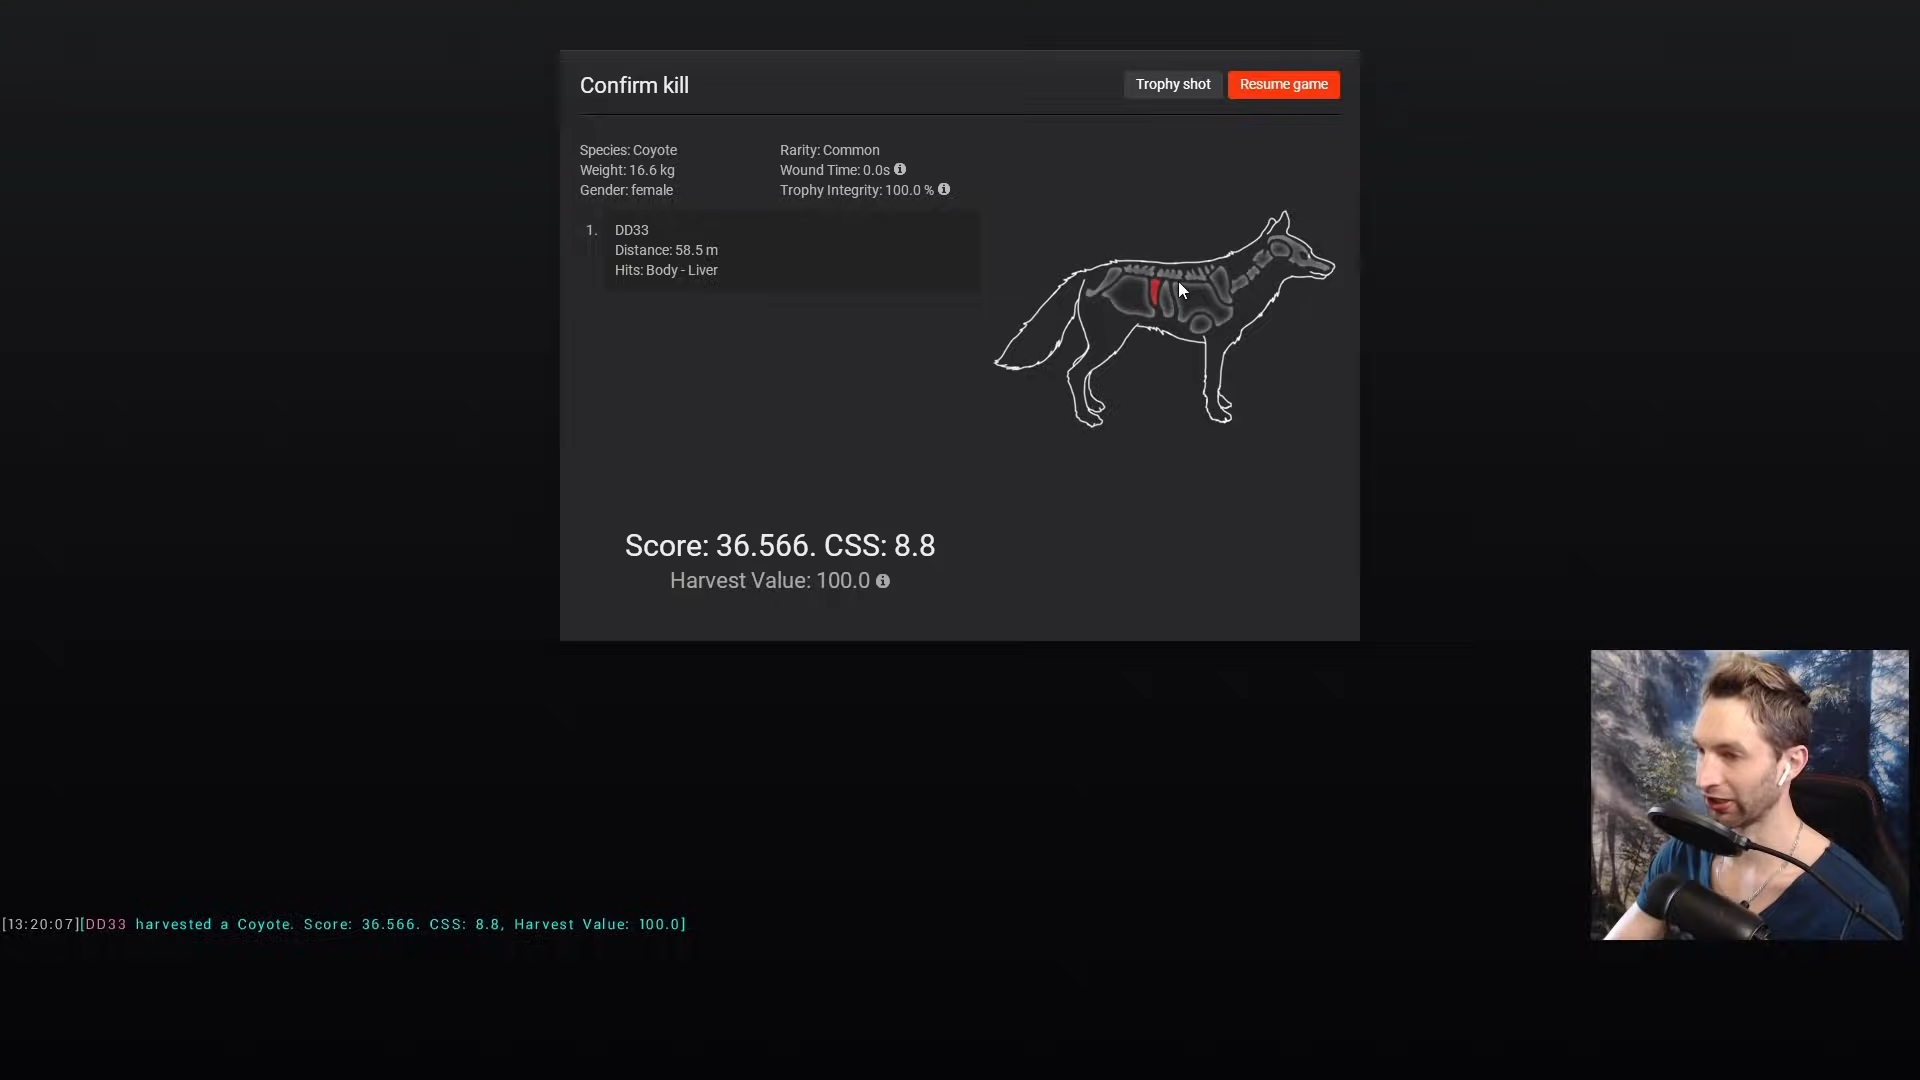 Confirm kill
Trophy shot
Resume game
Species: Coyote
Weight: 16.6 kg
Gender: female
Rarity: Common
Wound Time: 0.0s
Trophy Integrity: 100.0 %
1. DD33
Distance: 58.5 m
Hits: Body - Liver
Score: 36.566. CSS: 8.8
Harvest Value: 100.0
[13:20:07][DD33 harvested a Coyote. Score: 36.566. CSS: 8.8, Harvest Value: 100.0]